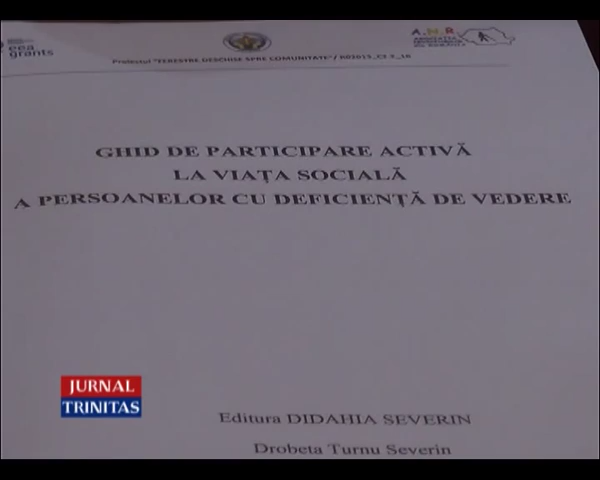 eea
grants
A.N.R
Proiectul "FERESTRE DESCHISE SPRE COMUNITATE" /
GHID DE PARTICIPARE ACTIVĂ
LA VIAȚA SOCIALĂ
A PERSOANELOR CU DEFICIENȚĂ DE VEDERE
JURNAL
TRINITAS
Editura DIDAHIA SEVERIN
Drobeta Turnu Severin